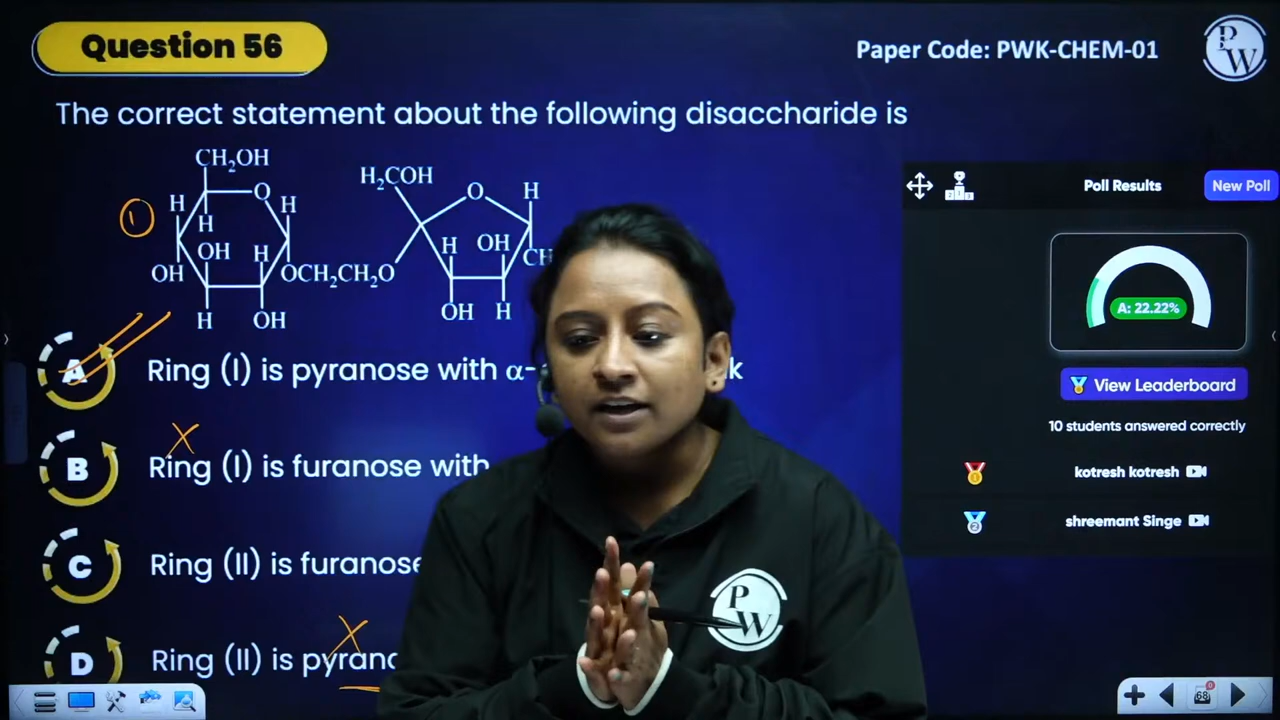 Question 56
Paper Code: PWK-CHEM-01
P
W
The correct statement about the following disaccharide is
CH₂OH
H₂COH
O
O
H
H
H
H
H
OH
OH
H
OH
H
OCH₂CH₂O
CH
OH
H
H
OH
Ring (I) is pyranose with α-
k
A
Ring (I) is furanose with
B
Ring (II) is furanose
C
Ring (II) is pyrano
D
Poll Results
New Poll
A: 22.22%
View Leaderboard
10 students answered correctly
kotresh kotresh
shreemant Singe
P
W
68